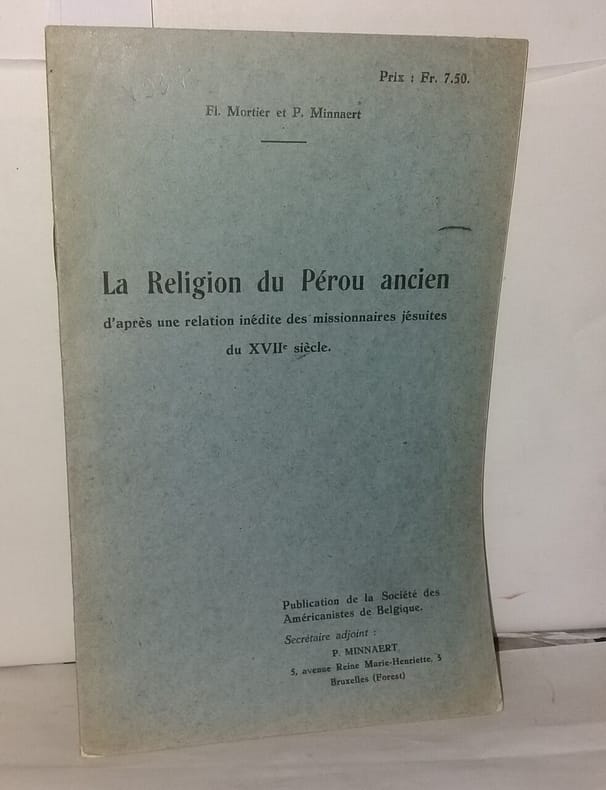 Prix : Fr. 7.50.
Fl. Mortier et P. Minnaert
La Religion du Pérou ancien
d'après une relation inédite des missionnaires jésuites
du XVIIe siècle.
Publication de la Société des
Américanistes de Belgique.
Secrétaire adjoint :
P. MINNAERT,
5, avenue Reine Marie-Henriette, 5
Bruxelles (Forest)